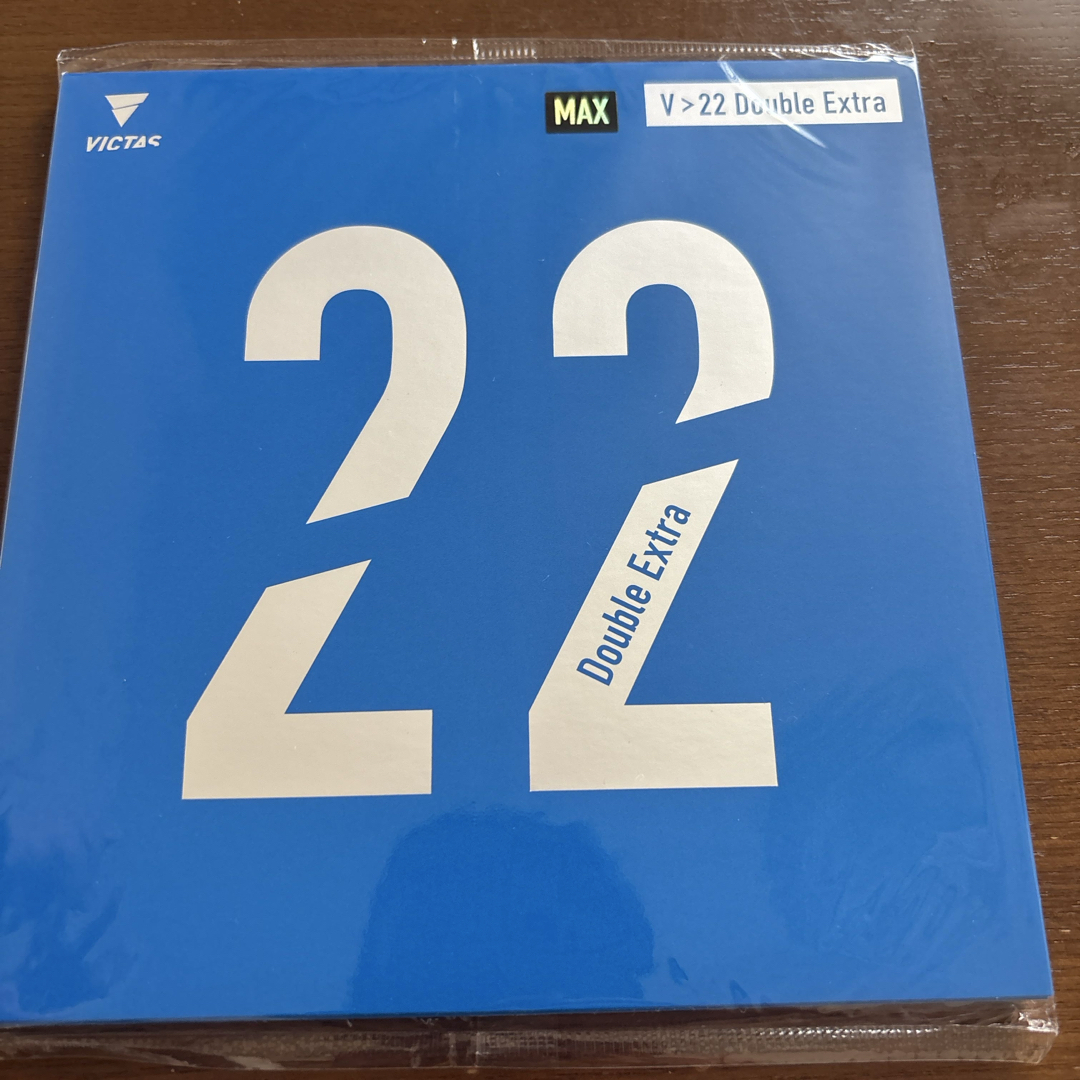 VICTAS
MAX
V>22 Double Extra
22
Double Extra